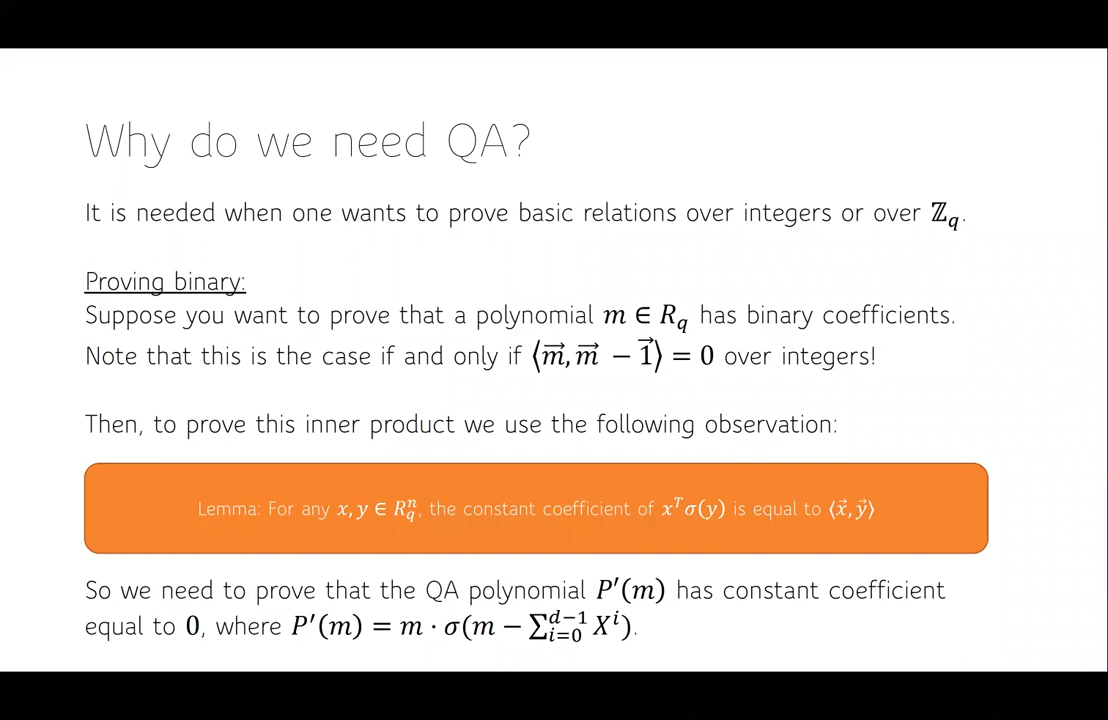 Why do we need QA?
It is needed when one wants to prove basic relations over integers or over ℤ_q.
Proving binary:
Suppose you want to prove that a polynomial m ∈ R_q has binary coefficients.
Note that this is the case if and only if ⟨m⃗, m⃗ − 1⃗⟩ = 0 over integers!
Then, to prove this inner product we use the following observation:
Lemma: For any x, y ∈ R_q^n, the constant coefficient of x^T σ(y) is equal to ⟨x⃗, y⃗⟩
So we need to prove that the QA polynomial P′(m) has constant coefficient
equal to 0, where P′(m) = m · σ(m − ∑_{i=0}^{d−1} X^i).